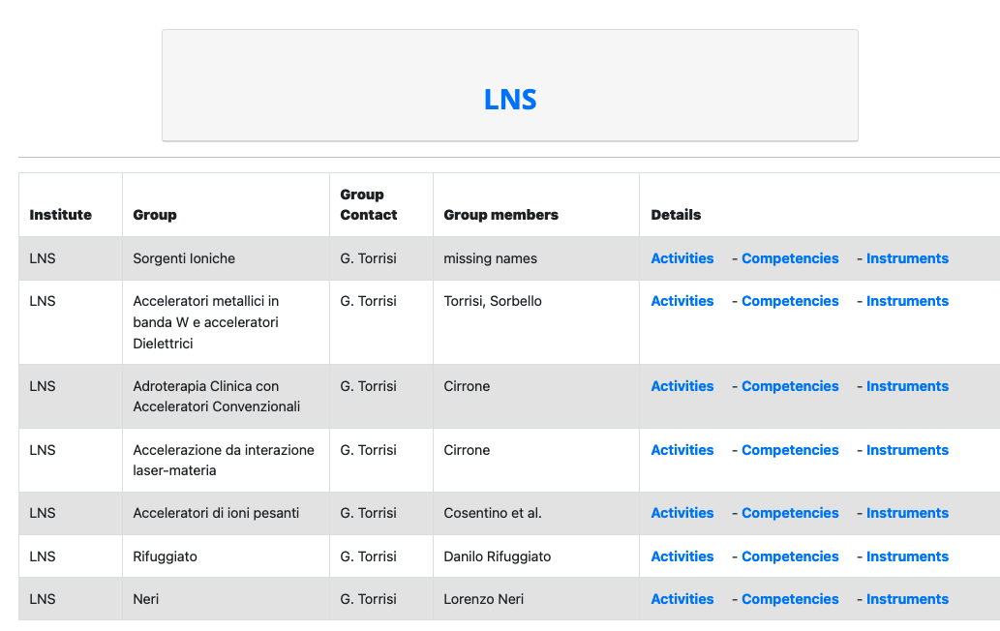 LNS
Institute Group Group Contact Group members Details
LNS Sorgenti Ioniche G. Torrisi missing names Activities - Competencies - Instruments
LNS Acceleratori metallici in banda W e acceleratori Dielettrici G. Torrisi Torrisi, Sorbello Activities - Competencies - Instruments
LNS Adroterapia Clinica con Acceleratori Convenzionali G. Torrisi Cirrone Activities - Competencies - Instruments
LNS Accelerazione da interazione laser-materia G. Torrisi Cirrone Activities - Competencies - Instruments
LNS Acceleratori di ioni pesanti G. Torrisi Cosentino et al. Activities - Competencies - Instruments
LNS Rifuggiato G. Torrisi Danilo Rifuggiato Activities - Competencies - Instruments
LNS Neri G. Torrisi Lorenzo Neri Activities - Competencies - Instruments